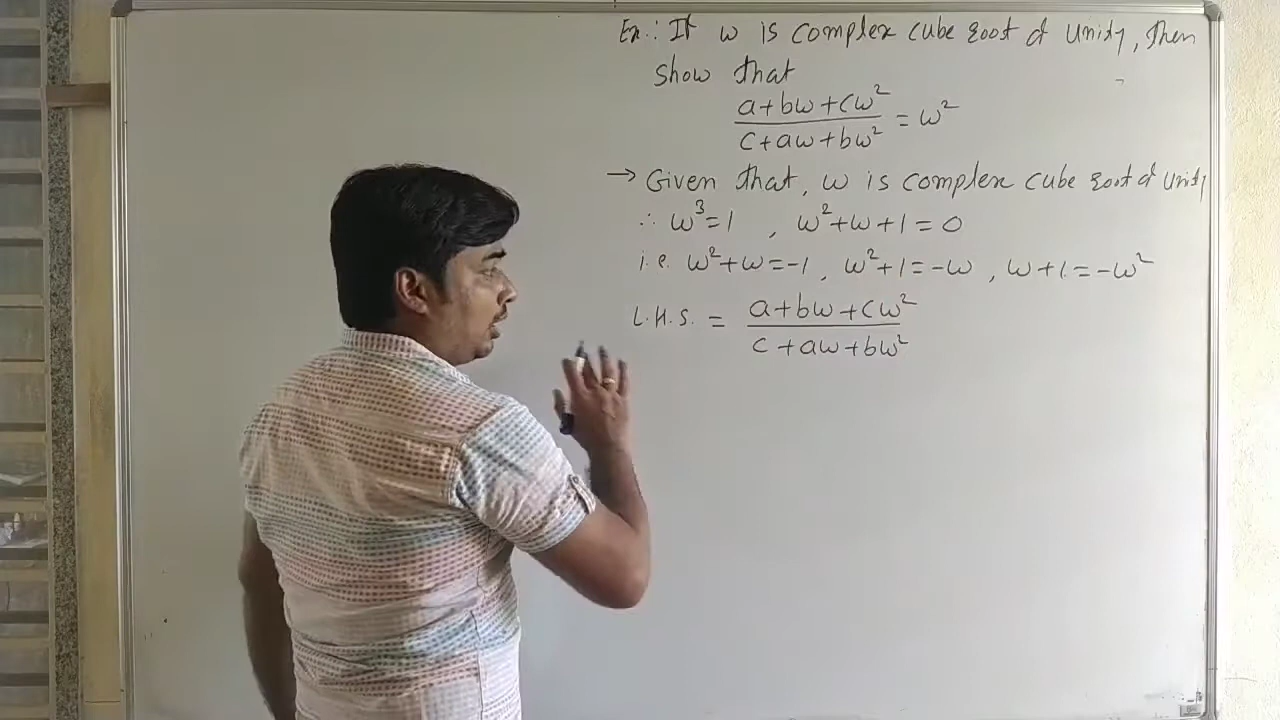 Ex.: If ω is complex cube root of unity, then
show that
(a+bω+cω²)/(c+aω+bω²) = ω²
→ Given that, ω is complex cube root of unity
∴ ω³=1 , ω²+ω+1=0
i.e. ω²+ω=-1, ω²+1=-ω, ω+1=-ω²
L.H.S. = (a+bω+cω²)/(c+aω+bω²)